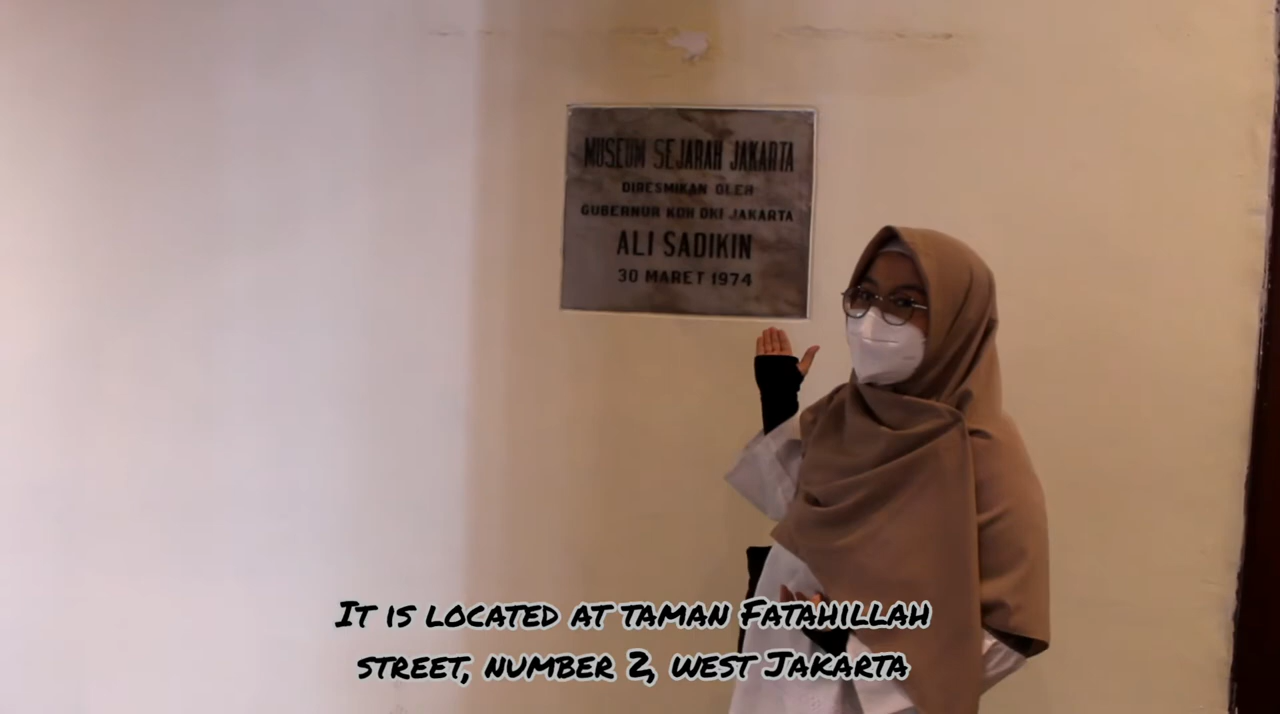 MUSEUM SEJARAH JAKARTA
DIRESMIKAN OLEH
GUBERNUR KDH DKI JAKARTA
ALI SADIKIN
30 MARET 1974
IT IS LOCATED AT TAMAN FATAHILLAH
STREET, NUMBER 2, WEST JAKARTA